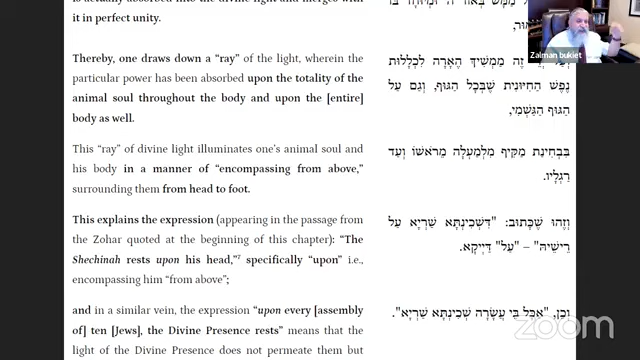 is actually absorbed into the divine light and merges with
it in perfect unity.
Thereby, one draws down a “ray” of the light, wherein the
particular power has been absorbed upon the totality of the
animal soul throughout the body and upon the [entire]
body as well.
This “ray” of divine light illuminates one’s animal soul and
his body in a manner of “encompassing from above,”
surrounding them from head to foot.
This explains the expression (appearing in the passage from
the Zohar quoted at the beginning of this chapter): “The
Shechinah rests upon his head,”7 specifically “upon” i.e.,
encompassing him “from above”;
and in a similar vein, the expression “upon every [assembly
of] ten [Jews], the Divine Presence rests” means that the
light of the Divine Presence does not permeate them but
זֶה מַמְשִׁיךְ הֶאָרָה לִכְלָלוּת
נֶפֶשׁ הַחִיּוּנִית שֶׁבְּכָל הַגּוּף, וְגַם עַל
הַגּוּף הַגַּשְׁמִי,
בִּבְחִינַת מַקִּיף מִלְמַעְלָה מֵרֹאשׁוֹ וְעַד
רַגְלָיו.
וְזֶהוּ שֶׁכָּתוּב: "דִּשְׁכִינְתָּא שַׁרְיָא עַל
רֵישֵׁיהּ" – "עַל" דַּיְיקָא.
וְכֵן, "אַכָּל בֵּי עֲשָׂרָה שְׁכִינְתָּא שַׁרְיָא".
Zalman bukiet
zoom